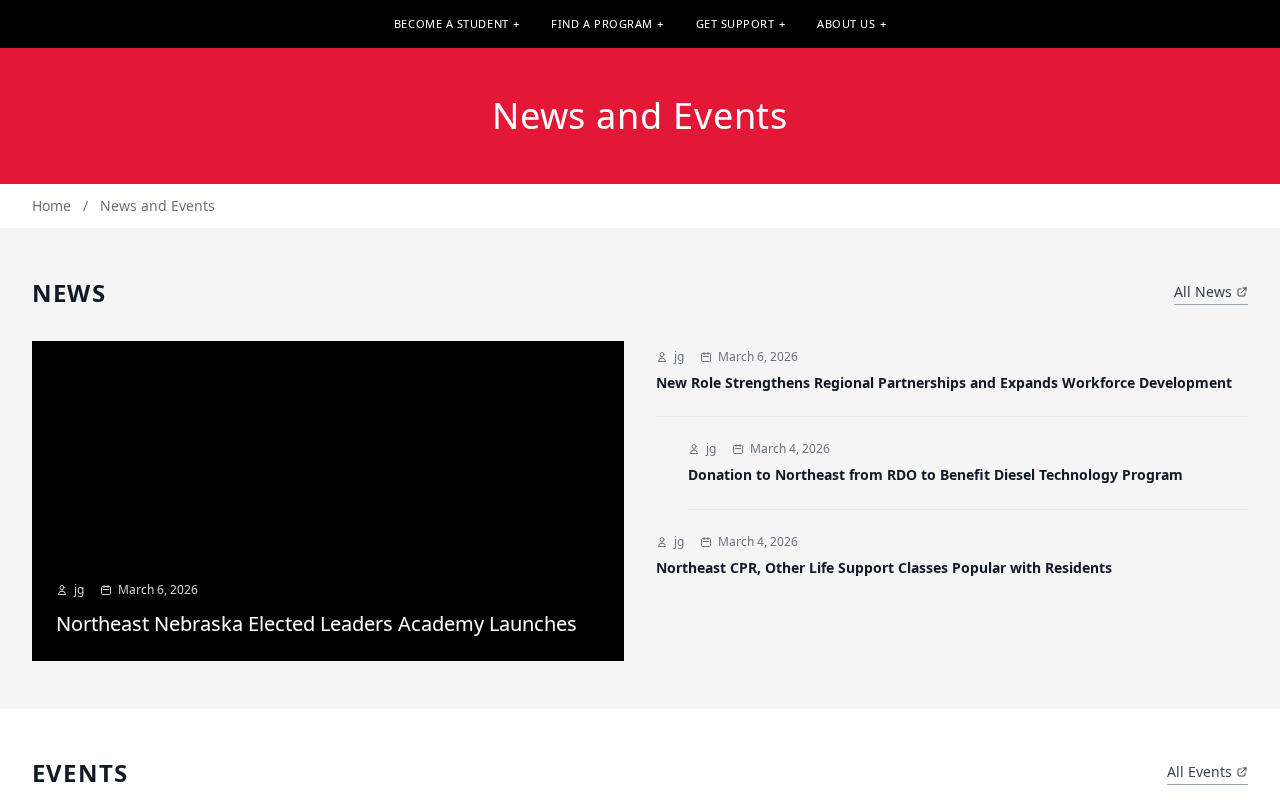 BECOME A STUDENT + FIND A PROGRAM + GET SUPPORT + ABOUT US +
News and Events
Home / News and Events
NEWS
All News
jg March 6, 2026
Northeast Nebraska Elected Leaders Academy Launches
jg March 6, 2026
New Role Strengthens Regional Partnerships and Expands Workforce Development
jg March 4, 2026
Donation to Northeast from RDO to Benefit Diesel Technology Program
jg March 4, 2026
Northeast CPR, Other Life Support Classes Popular with Residents
EVENTS
All Events